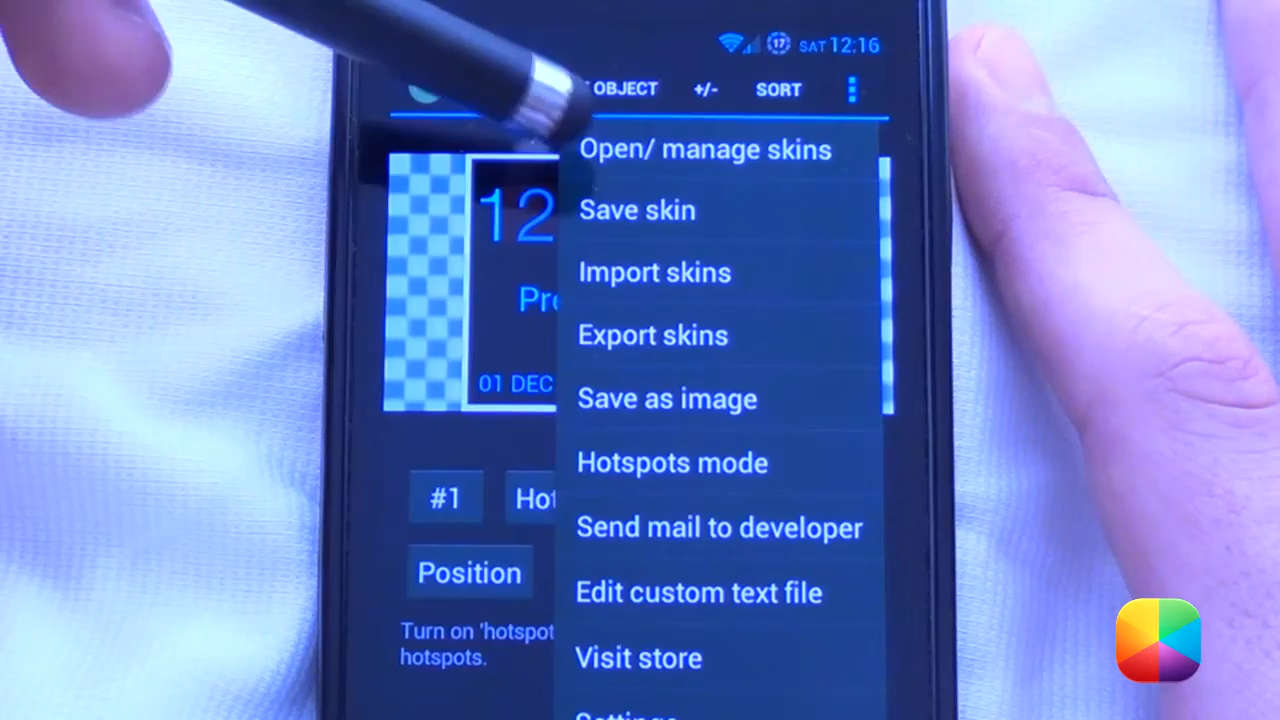 17 SAT 12:16
OBJECT +/- SORT
Open/ manage skins
12
Save skin
Import skins
Export skins
01 DEC
Save as image
Hotspots mode
#1
Send mail to developer
Position
Edit custom text file
Turn on 'hotspot
hotspots.
Visit store
Settings